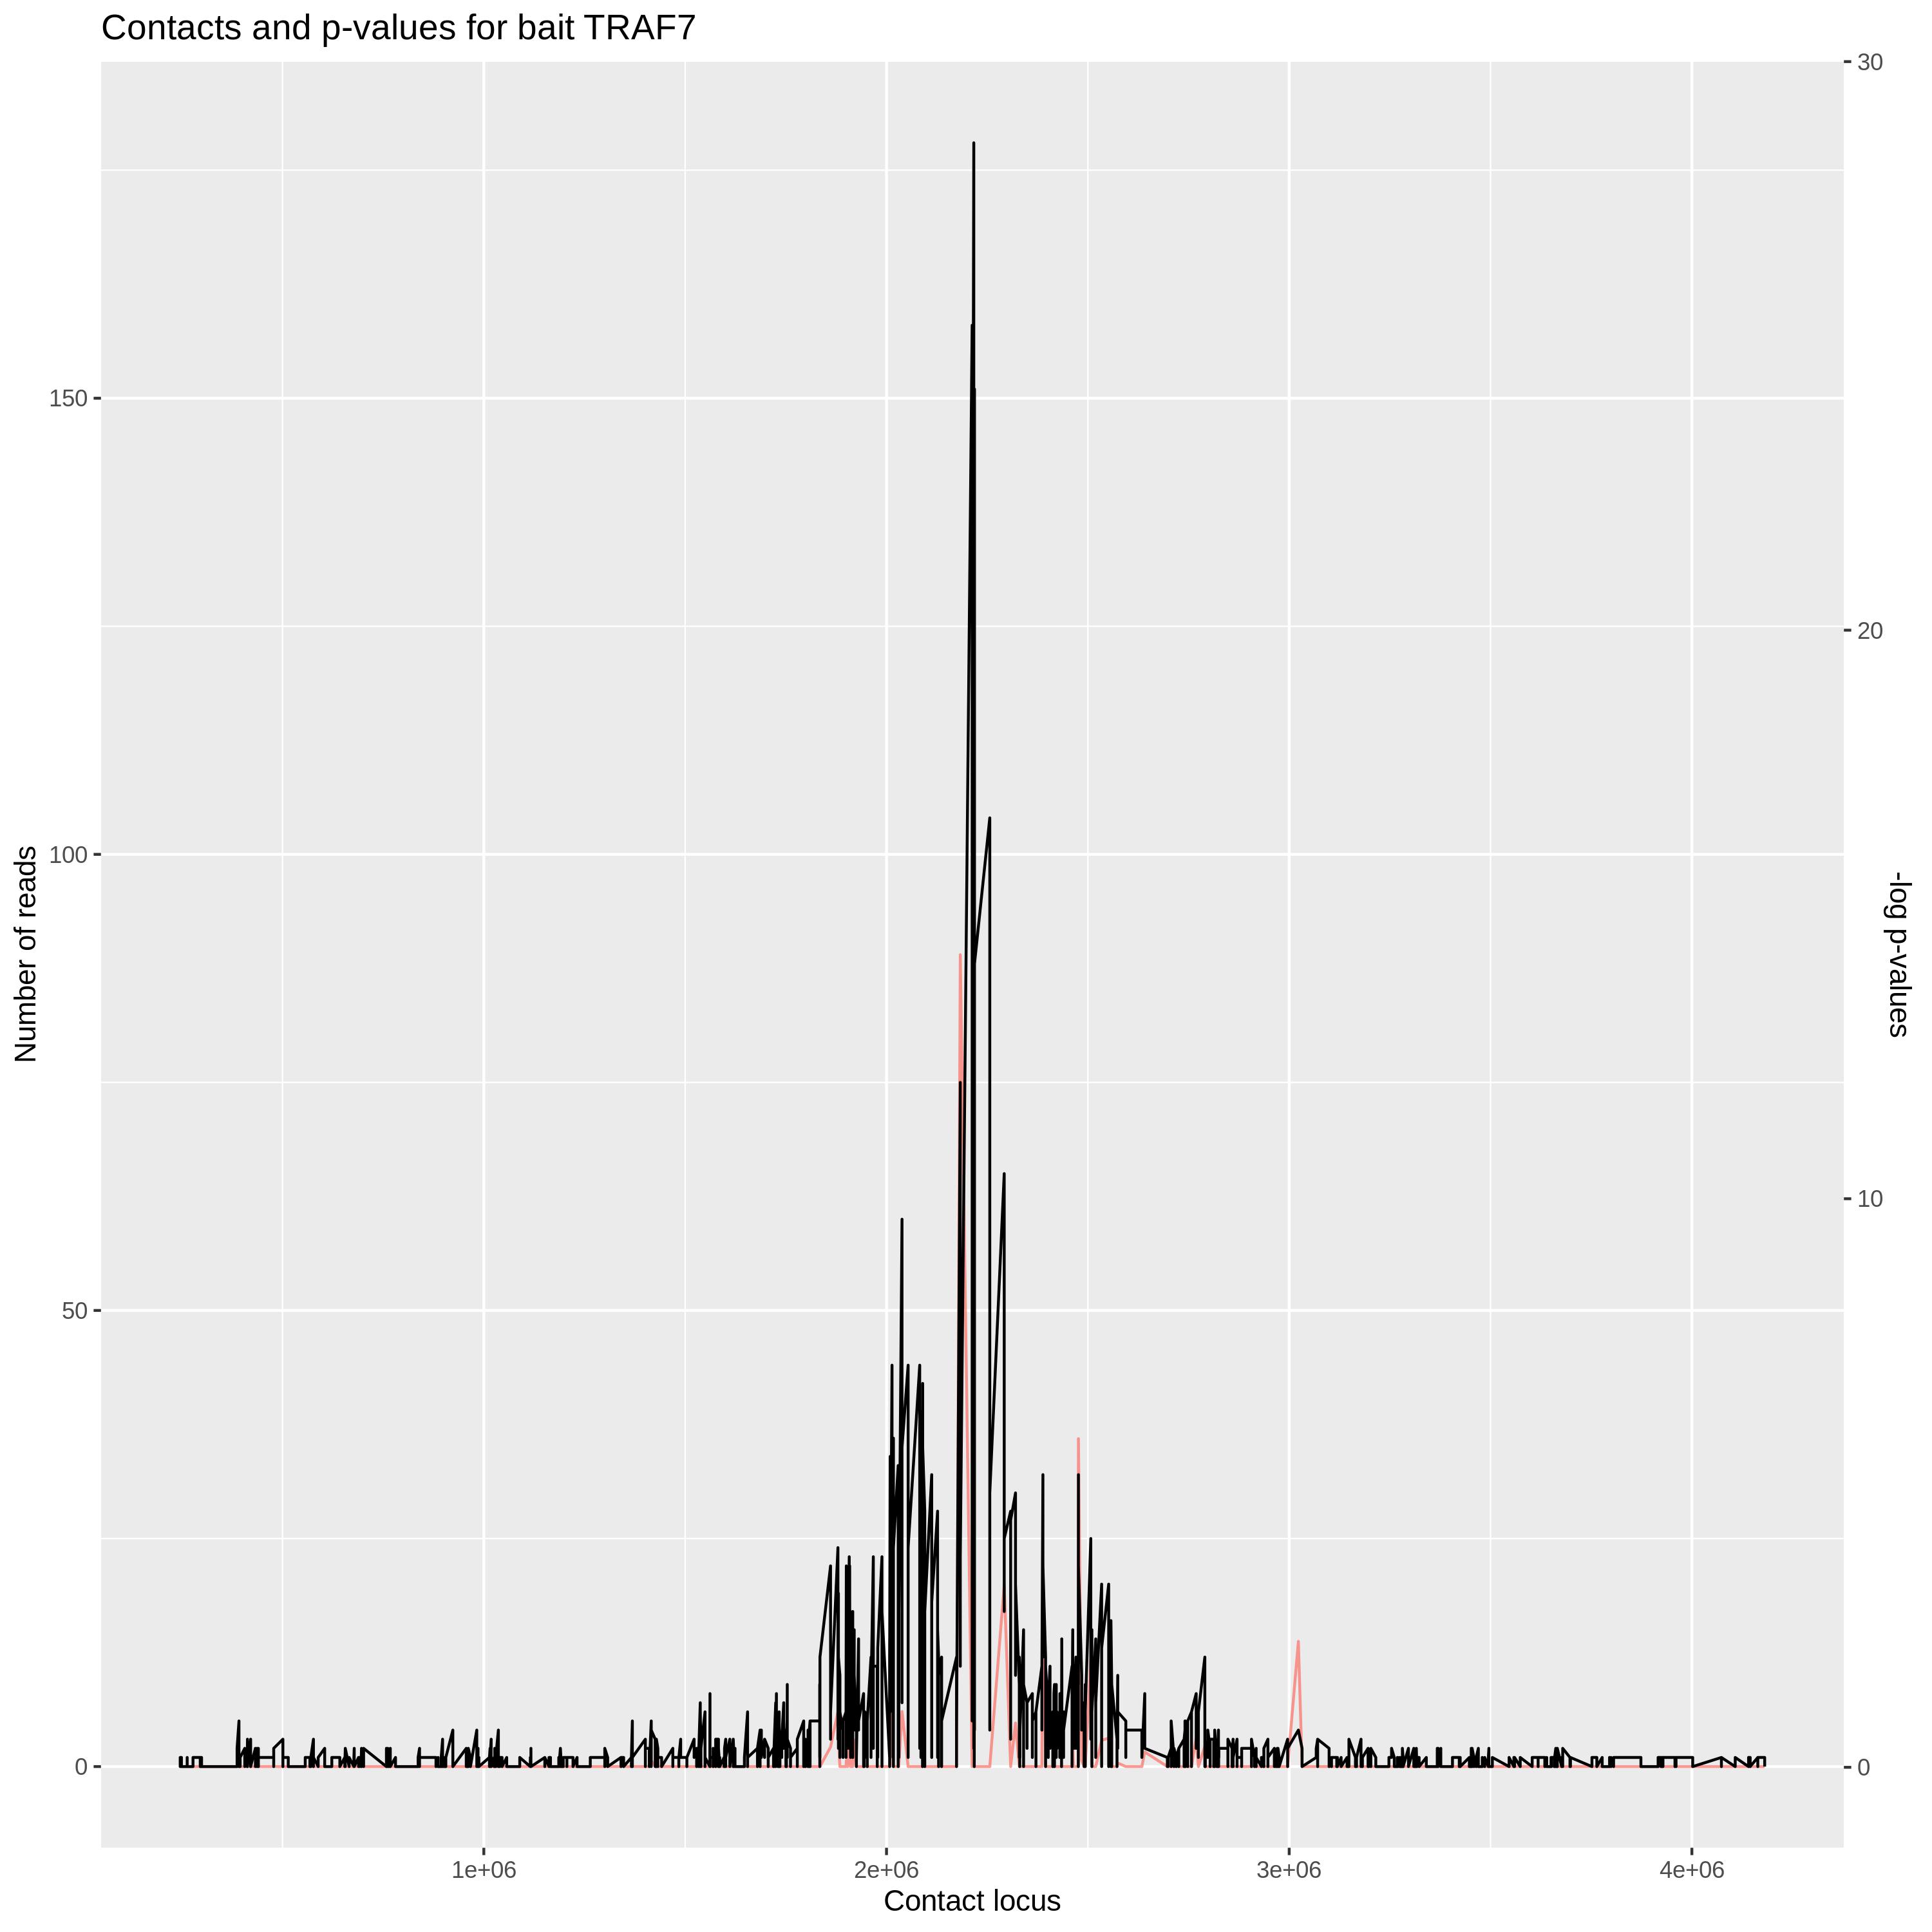 Contacts and p-values for bait TRAF7
30
150
20
100
Number of reads
-log p-values
10
50
0
0
1e+06
2e+06
3e+06
4e+06
Contact locus